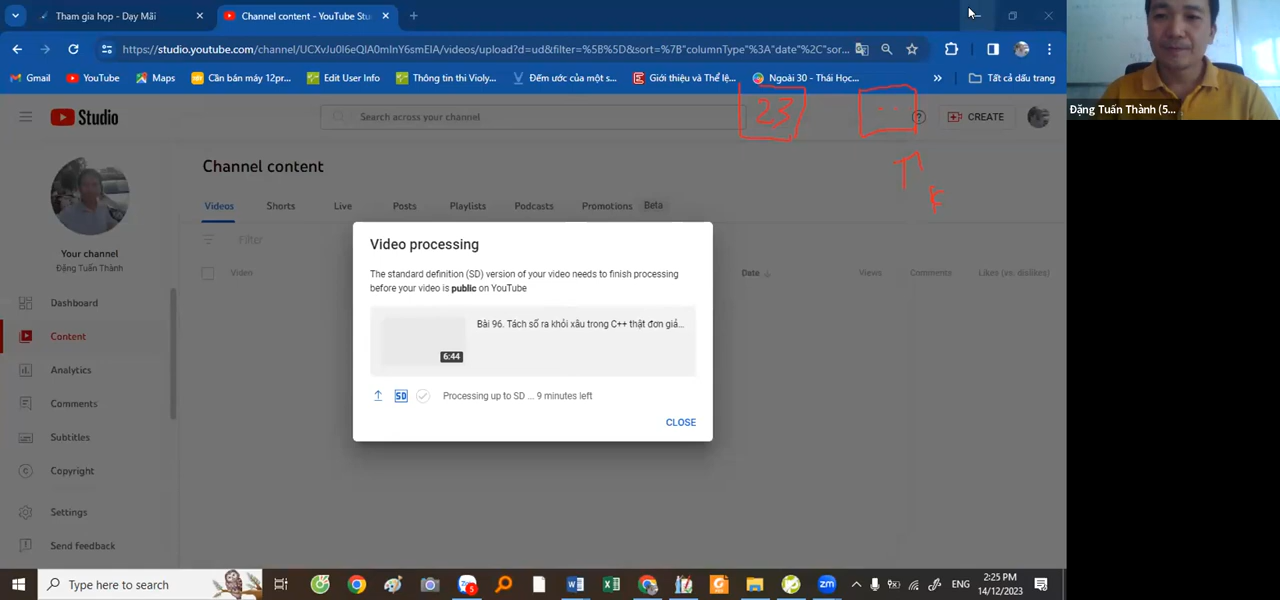 Tham gia họp - Dạy Mãi
Channel content - YouTube Stu
https://studio.youtube.com/channel/UCXvJu0I6eQIA0mInY6smEIA/videos/upload?d=ud&filter=%5B%5D&sort=%7B"columnType"%3A"date"%2C"sor...
Gmail YouTube Maps Cân bán máy 12pr... Edit User Info Thông tin thi Violy... Đếm ước của một s... Giới thiệu và Thể lệ... Ngoài 30 - Thái Học... » Tất cả dấu trang
Đặng Tuấn Thành (5...
23
Studio
Search across your channel
CREATE
Channel content
Videos Shorts Live Posts Playlists Podcasts Promotions Beta
Filter
Video Date Views Comments Likes (vs. dislikes)
Your channel
Đặng Tuấn Thành
Dashboard
Content
Analytics
Comments
Subtitles
Copyright
Settings
Send feedback
Video processing
The standard definition (SD) version of your video needs to finish processing
before your video is public on YouTube
Bài 96. Tách số ra khỏi xâu trong C++ thật đơn giả...
6:44
SD Processing up to SD ... 9 minutes left
CLOSE
Type here to search
5
zm
ENG
2:25 PM
14/12/2023